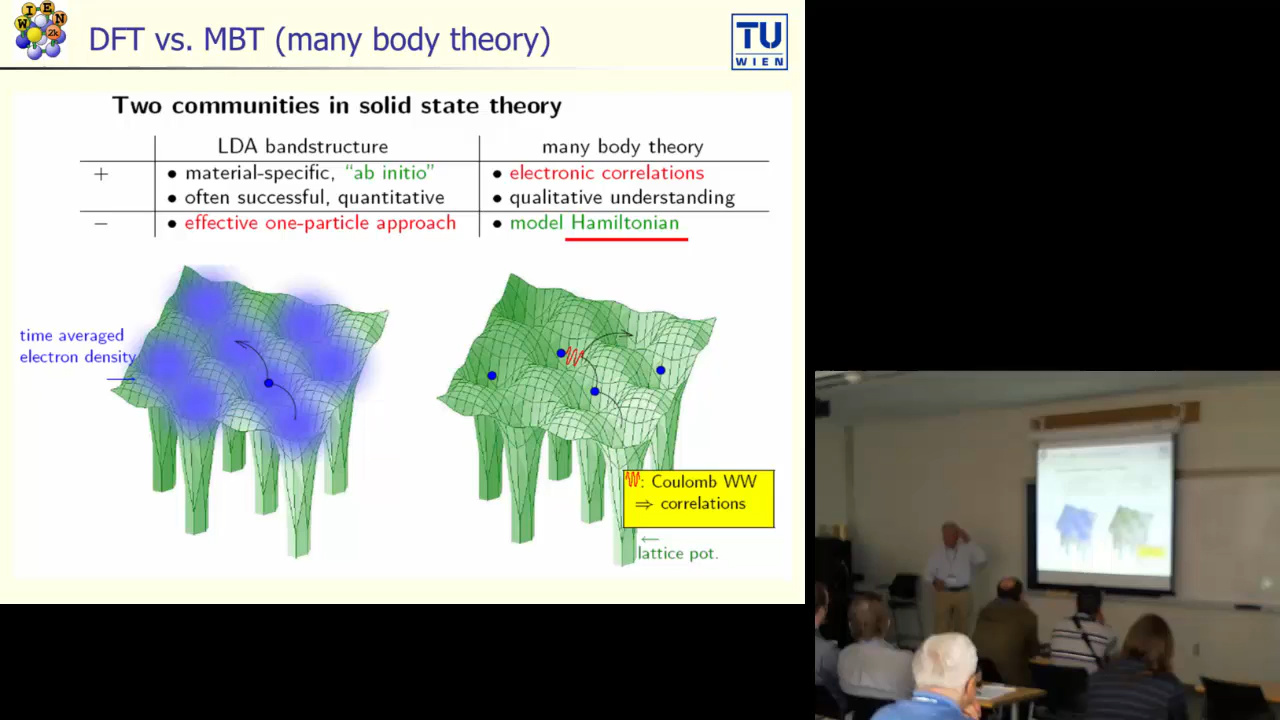 WIEN
2k
DFT vs. MBT (many body theory)
TU
WIEN
Two communities in solid state theory
LDA bandstructure many body theory
+ • material-specific, “ab initio” • electronic correlations
• often successful, quantitative • qualitative understanding
− • effective one-particle approach • model Hamiltonian
time averaged
electron density
: Coulomb WW
⇒ correlations
←
lattice pot.